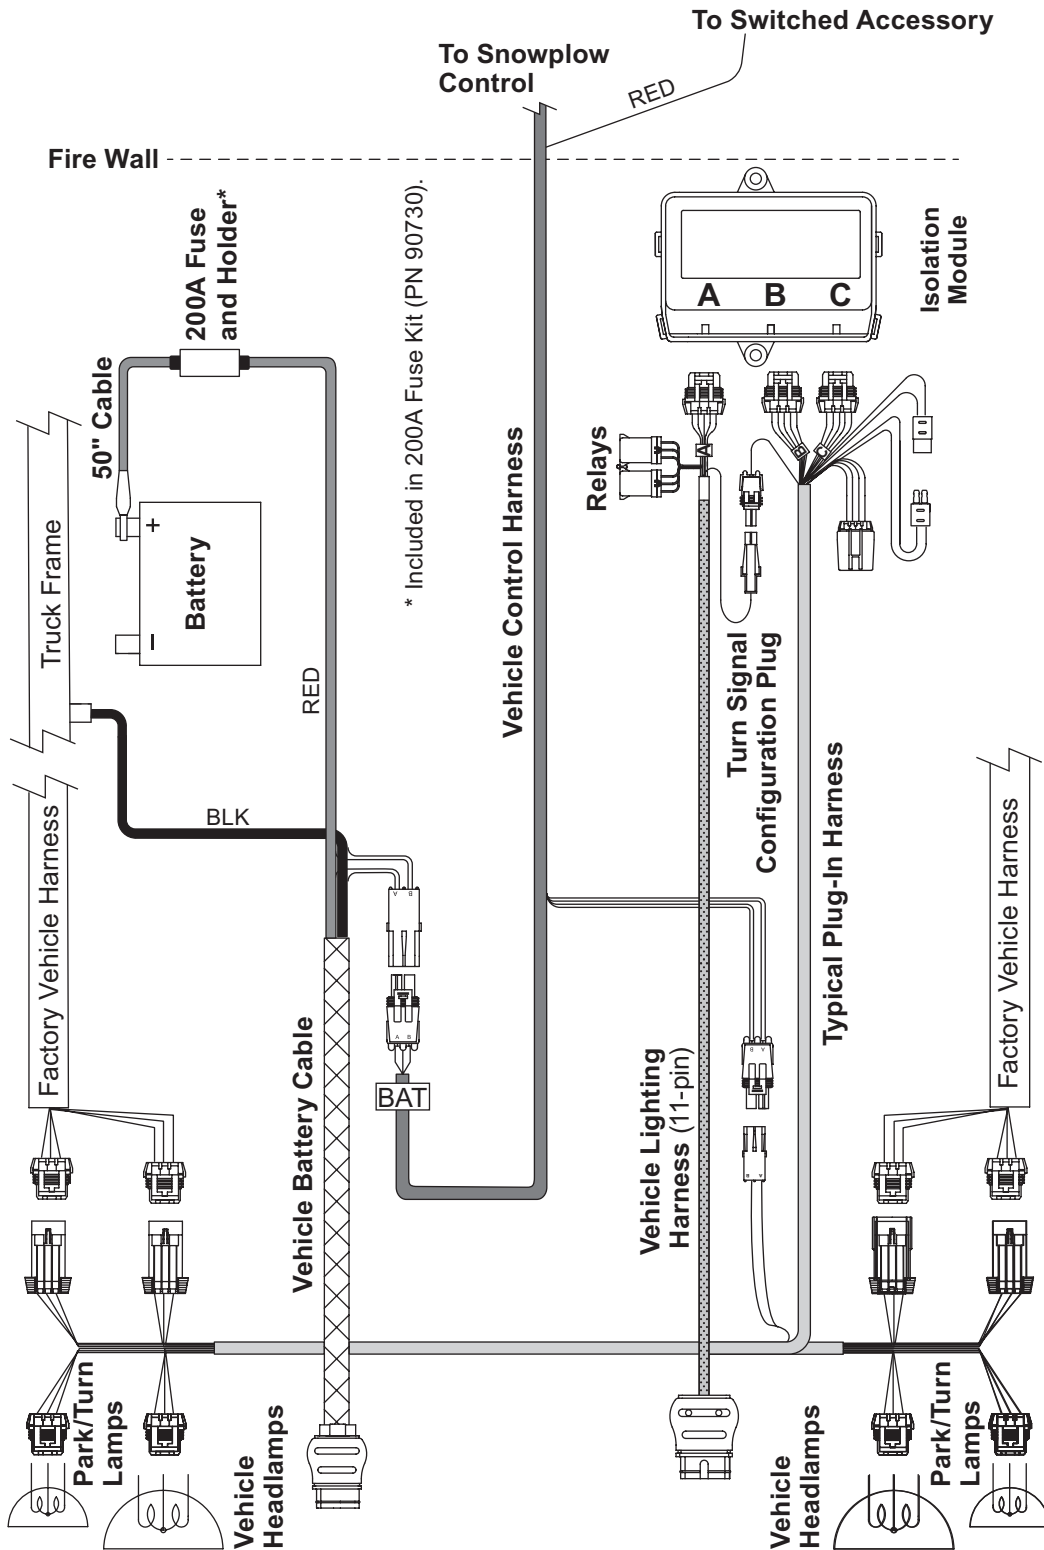 To Switched Accessory
To Snowplow
Control
RED
Fire Wall
200A Fuse
and Holder*
50" Cable
* Included in 200A Fuse Kit (PN 90730).
A
B
C
Isolation
Module
Truck Frame
+
Battery
-
Relays
A
B
C
Vehicle Control Harness
RED
BLK
Turn Signal
Configuration Plug
Typical Plug-In Harness
Factory Vehicle Harness
Factory Vehicle Harness
A
B
A
B
BAT
Vehicle Battery Cable
Vehicle Lighting
Harness (11-pin)
B
A
B
A
Park/Turn
Lamps
Vehicle
Headlamps
Vehicle
Headlamps
Park/Turn
Lamps